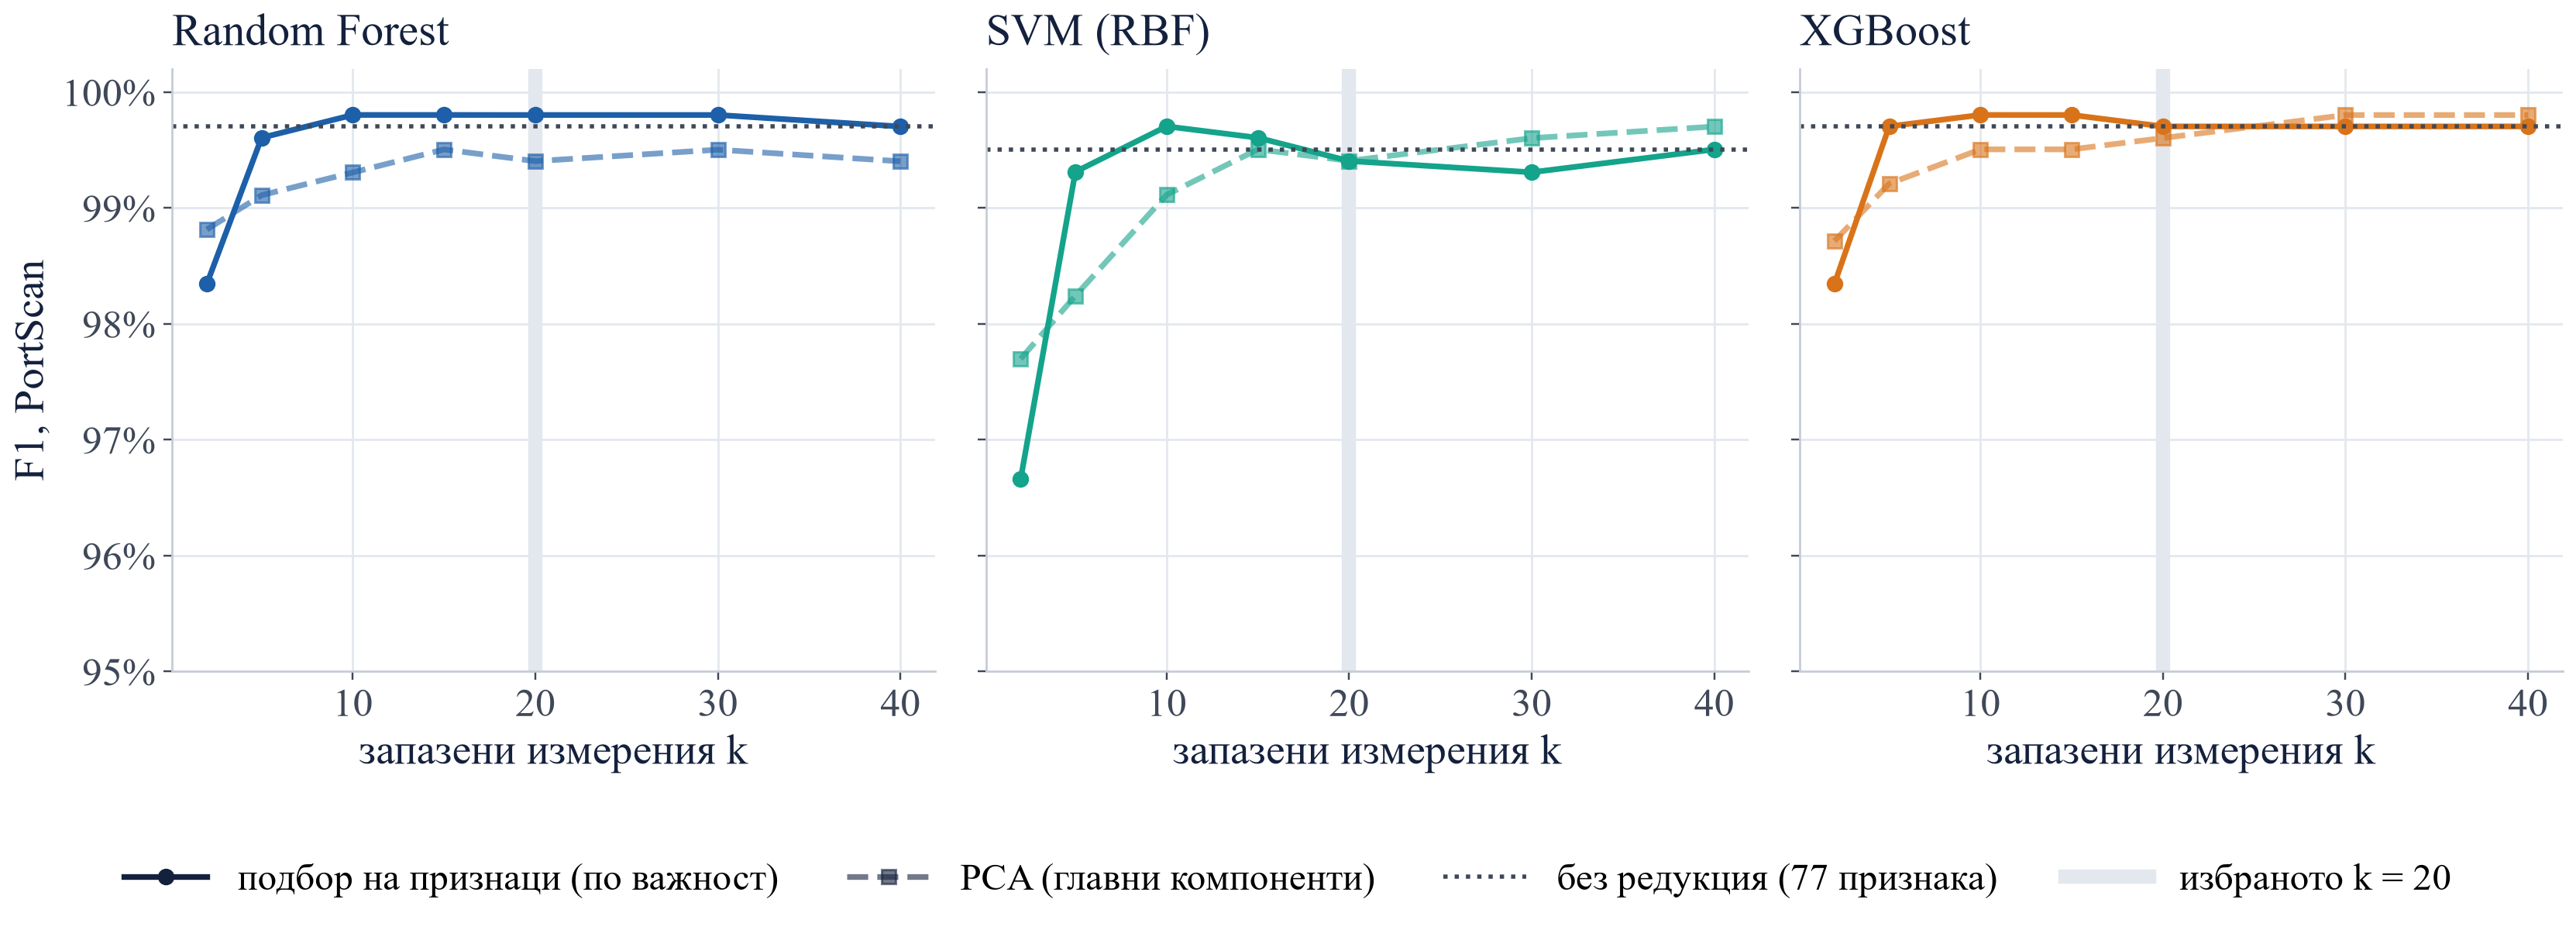 Random Forest
SVM (RBF)
XGBoost
F1, PortScan
100%
99%
98%
97%
96%
95%
10 20 30 40
10 20 30 40
10 20 30 40
запазени измерения k
запазени измерения k
запазени измерения k
подбор на признаци (по важност)
PCA (главни компоненти)
без редукция (77 признака)
избраното k = 20